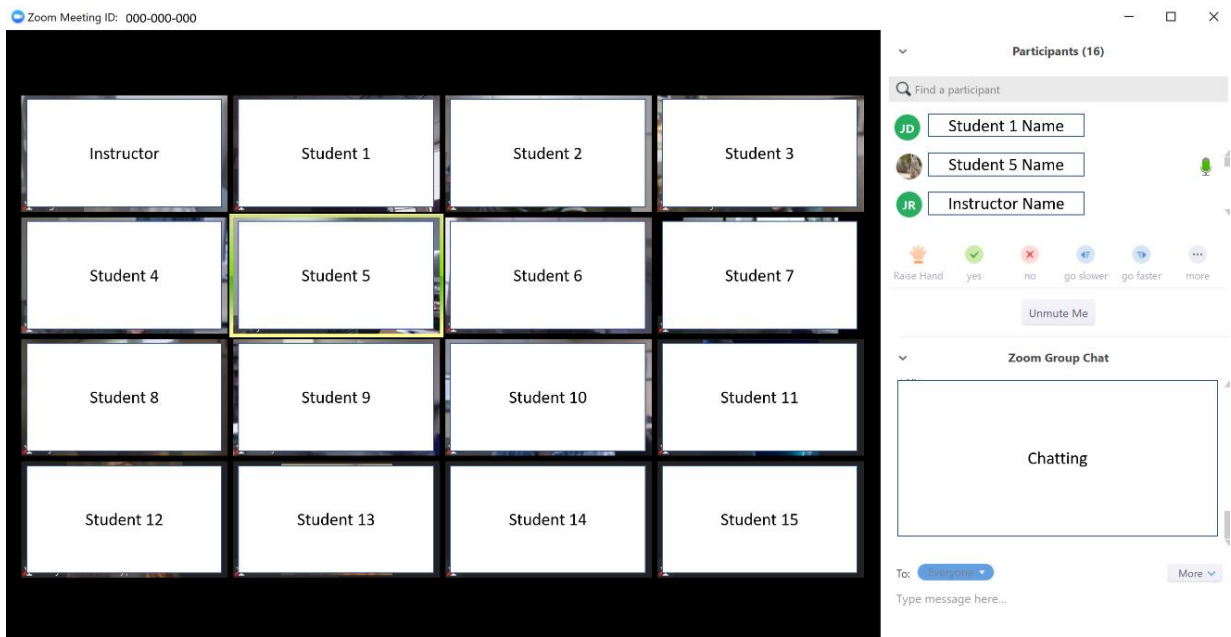 Zoom Meeting ID: 000-000-000
Instructor
Student 1
Student 2
Student 3
Student 4
Student 5
Student 6
Student 7
Student 8
Student 9
Student 10
Student 11
Student 12
Student 13
Student 14
Student 15
Participants (16)
Find a participant
JD Student 1 Name
Student 5 Name
JR Instructor Name
Raise Hand yes no go slower go faster more
Unmute Me
Zoom Group Chat
Chatting
To: Everyone More
Type message here...